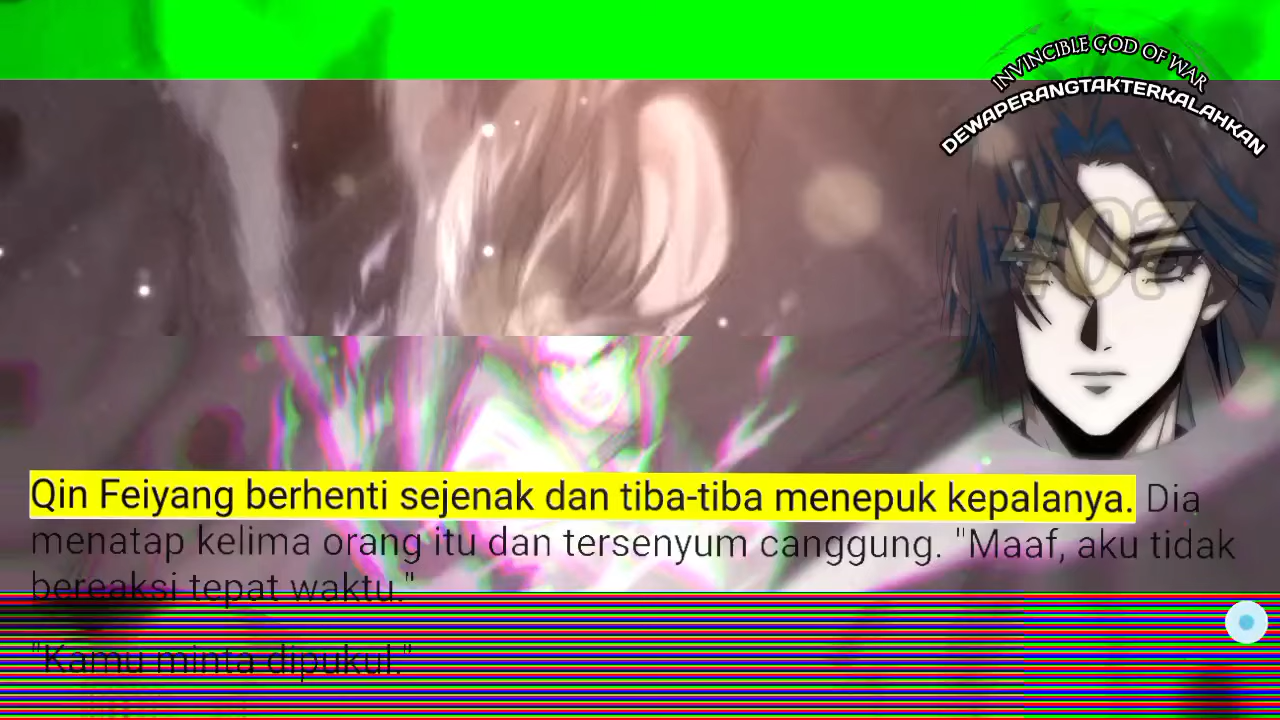 INVINCIBLE GOD OF WAR
DEWAPERANGTAKTERKALAHKAN
407
Qin Feiyang berhenti sejenak dan tiba-tiba menepuk kepalanya. Dia
menatap kelima orang itu dan tersenyum canggung. "Maaf, aku tidak
bereaksi tepat waktu."
"Kamu minta dipukul."